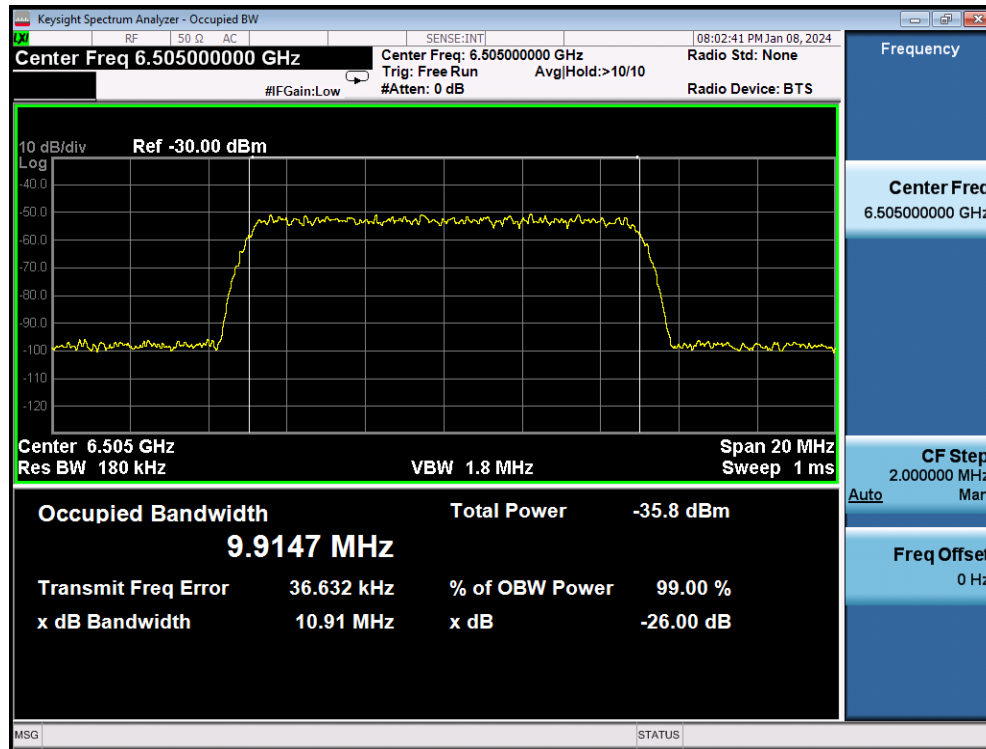 Keysight Spectrum Analyzer - Occupied BW
LXI RF 50 Ω AC SENSE:INT 08:02:41 PM Jan 08, 2024
Center Freq 6.505000000 GHz
Center Freq: 6.505000000 GHz Radio Std: None
Trig: Free Run Avg|Hold:>10/10
#IFGain:Low #Atten: 0 dB Radio Device: BTS
10 dB/div Ref -30.00 dBm
Log
-40.0
-50.0
-60.0
-70.0
-80.0
-90.0
-100
-110
-120
Center 6.505 GHz Span 20 MHz
Res BW 180 kHz VBW 1.8 MHz Sweep 1 ms
Occupied Bandwidth Total Power -35.8 dBm
9.9147 MHz
Transmit Freq Error 36.632 kHz % of OBW Power 99.00 %
x dB Bandwidth 10.91 MHz x dB -26.00 dB
MSG STATUS
Frequency
Center Freq
6.505000000 GHz
CF Step
2.000000 MHz
Auto Man
Freq Offset
0 Hz